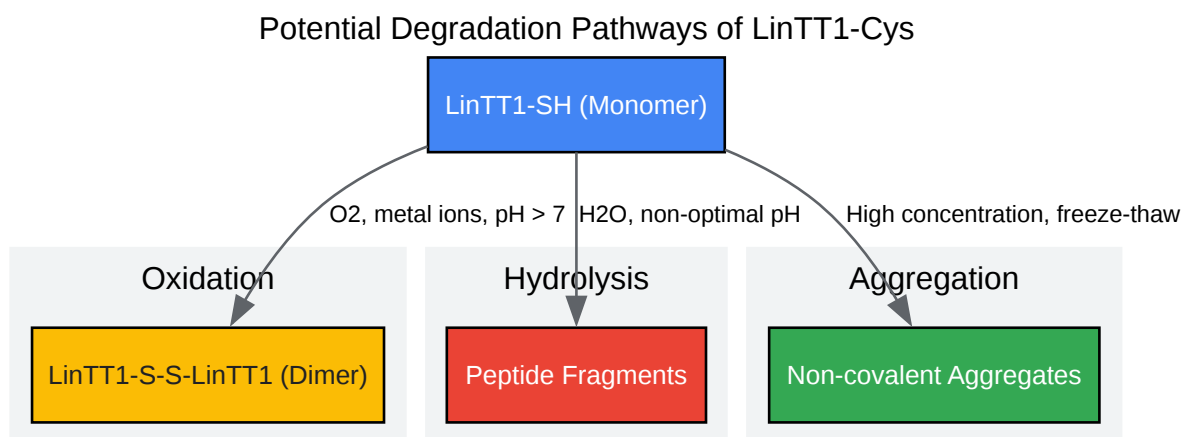 Potential Degradation Pathways of LinTT1-Cys
LinTT1-SH (Monomer)
O2, metal ions, pH > 7
H2O, non-optimal pH
High concentration, freeze-thaw
Oxidation
Hydrolysis
Aggregation
LinTT1-S-S-LinTT1 (Dimer)
Peptide Fragments
Non-covalent Aggregates